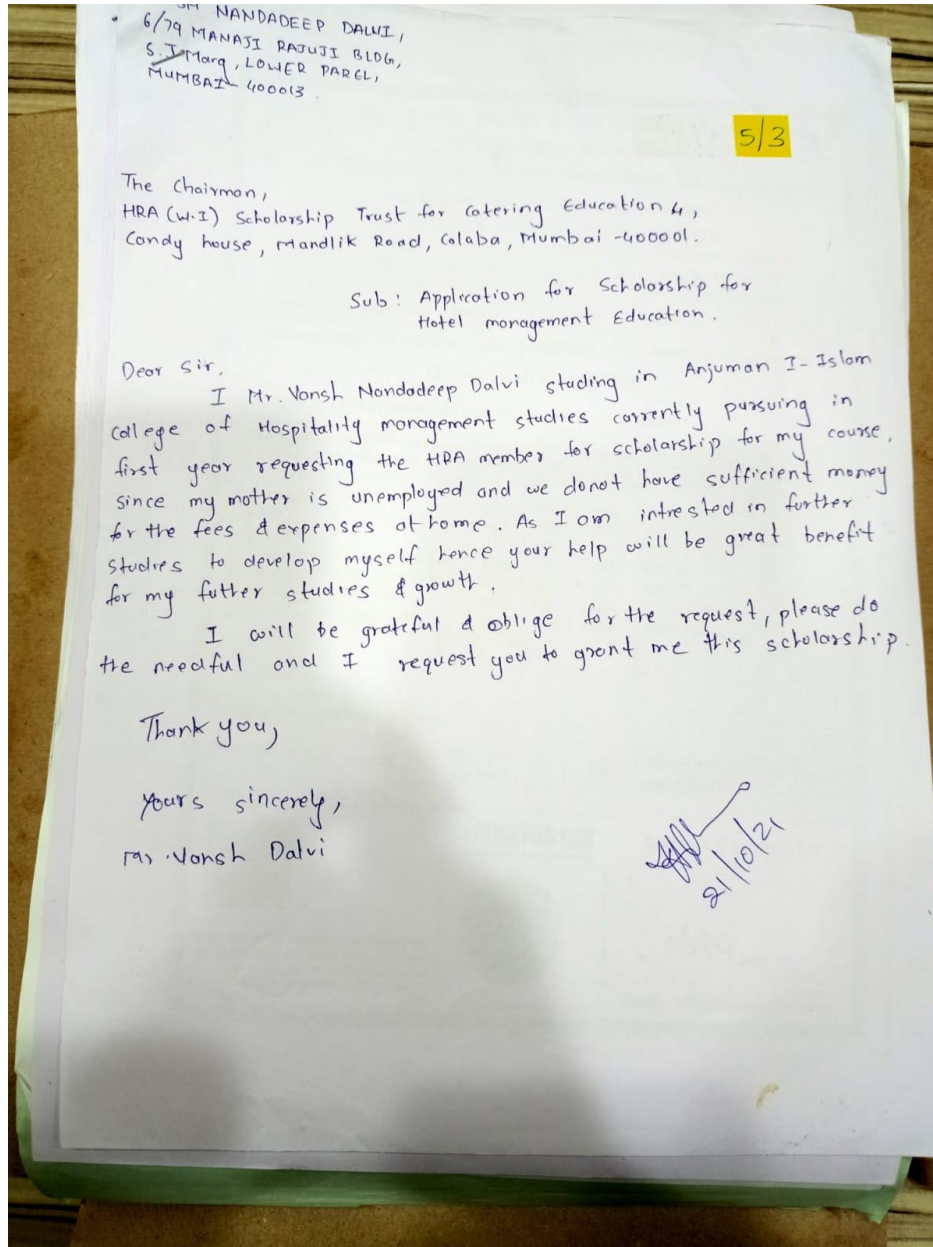 NANDADEEP DALVI,
6/79 MANAJI RAJUJI BLDG,
S.J Marg, LOWER PAREL,
MUMBAI - 400013.
5/3
The Chairman,
HRA (W.I) Scholarship Trust for Catering Education 4,
Candy house, Mandlik Road, Colaba, Mumbai - 400001.
Sub: Application for Scholarship for
Hotel management Education.
Dear Sir,
I Mr. Vansh Nandadeep Dalvi studing in Anjuman I-Islam
college of Hospitality management studies currently pursuing in
first year requesting the HRA member for scholarship for my course,
since my mother is unemployed and we donot have sufficient money
for the fees & expenses at home. As I am intrested in further
studies to develop myself hence your help will be great benefit
for my futher studies & growth.
I will be grateful & oblige for the request, please do
the needful and I request you to grant me this scholarship.
Thank you,
Yours sincerely,
Mr. Vansh Dalvi
21/10/21